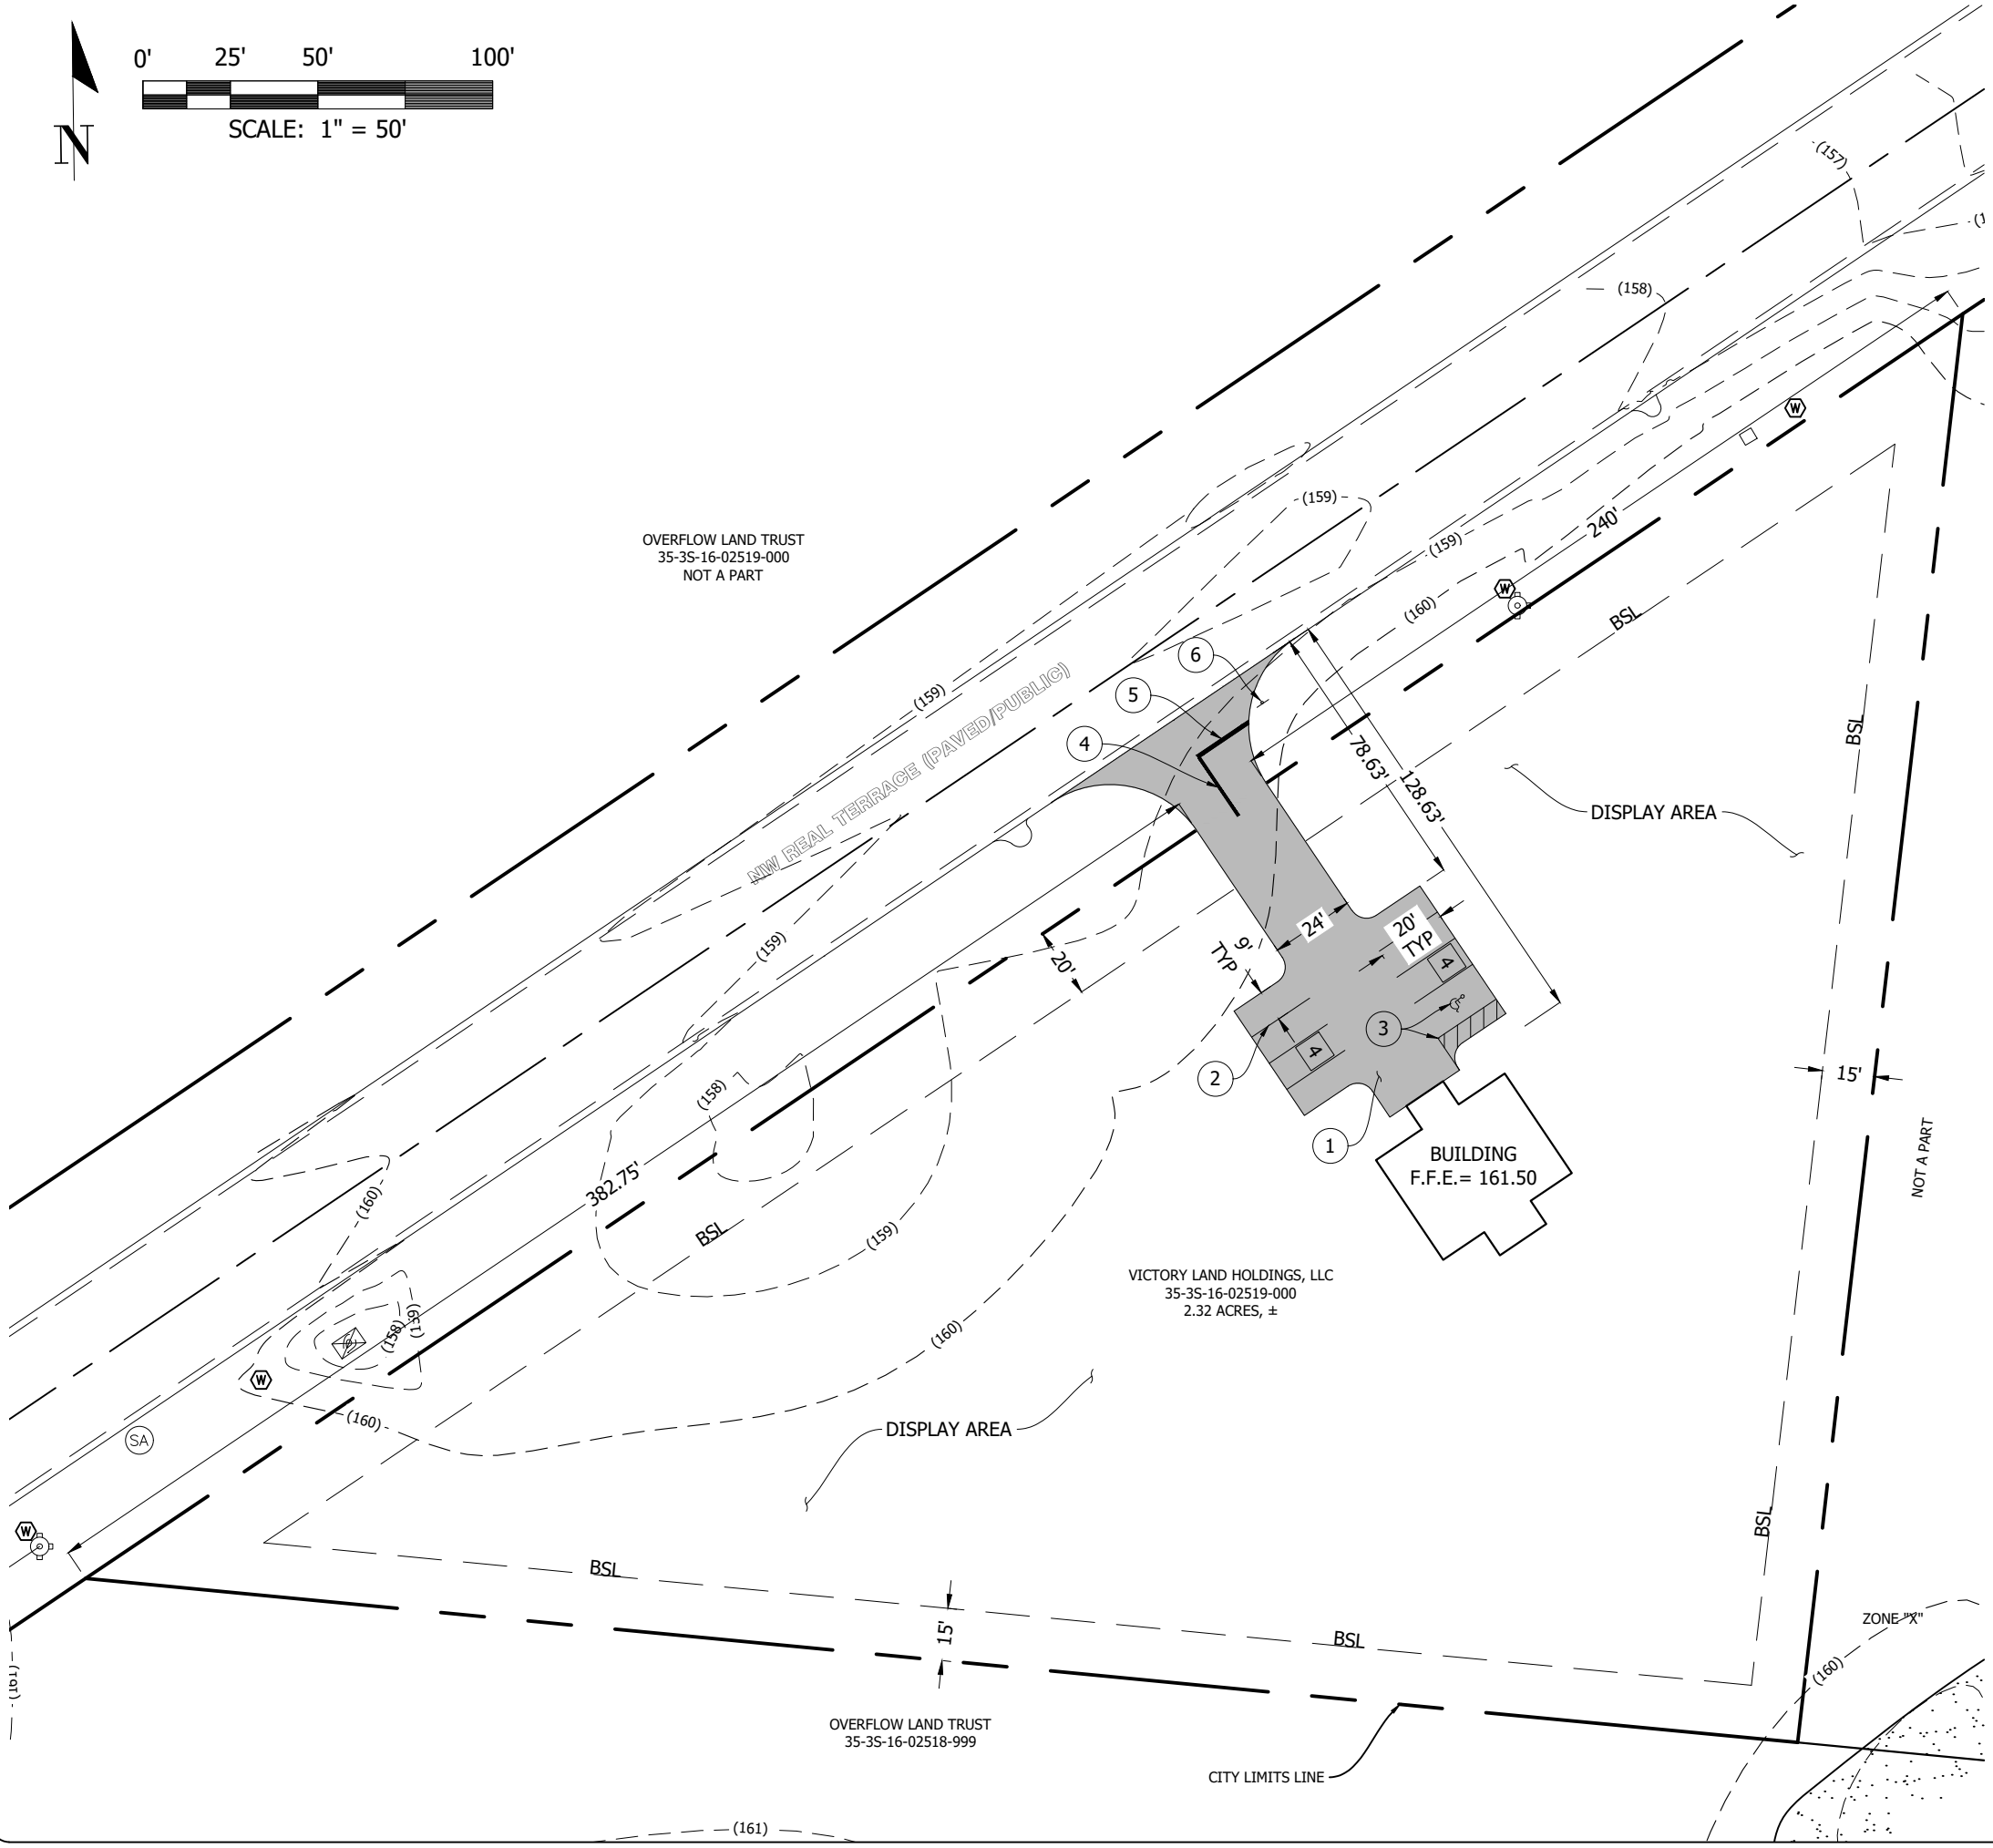 0' 25' 50' 100'
SCALE: 1" = 50'
N
(157)
(158)
OVERFLOW LAND TRUST
35-3S-16-02519-000
NOT A PART
(159)
(159)
240'
(160)
BSL
W
W
6
5
4
(159)
NW REAL TERRACE (PAVED/PUBLIC)
78.63'
128.63'
BSL
DISPLAY AREA
24'
20'
TYP
9'
TYP
20'
(159)
4
3
4
2
1
15'
(158)
BUILDING
F.F.E.= 161.50
NOT A PART
382.75'
(160)
BSL
(159)
VICTORY LAND HOLDINGS, LLC
35-3S-16-02519-000
2.32 ACRES, ±
(159)
(158)
(160)
W
(160)
DISPLAY AREA
SA
W
BSL
BSL
15'
BSL
ZONE "X"
(160)
(161)
OVERFLOW LAND TRUST
35-3S-16-02518-999
CITY LIMITS LINE
(161)